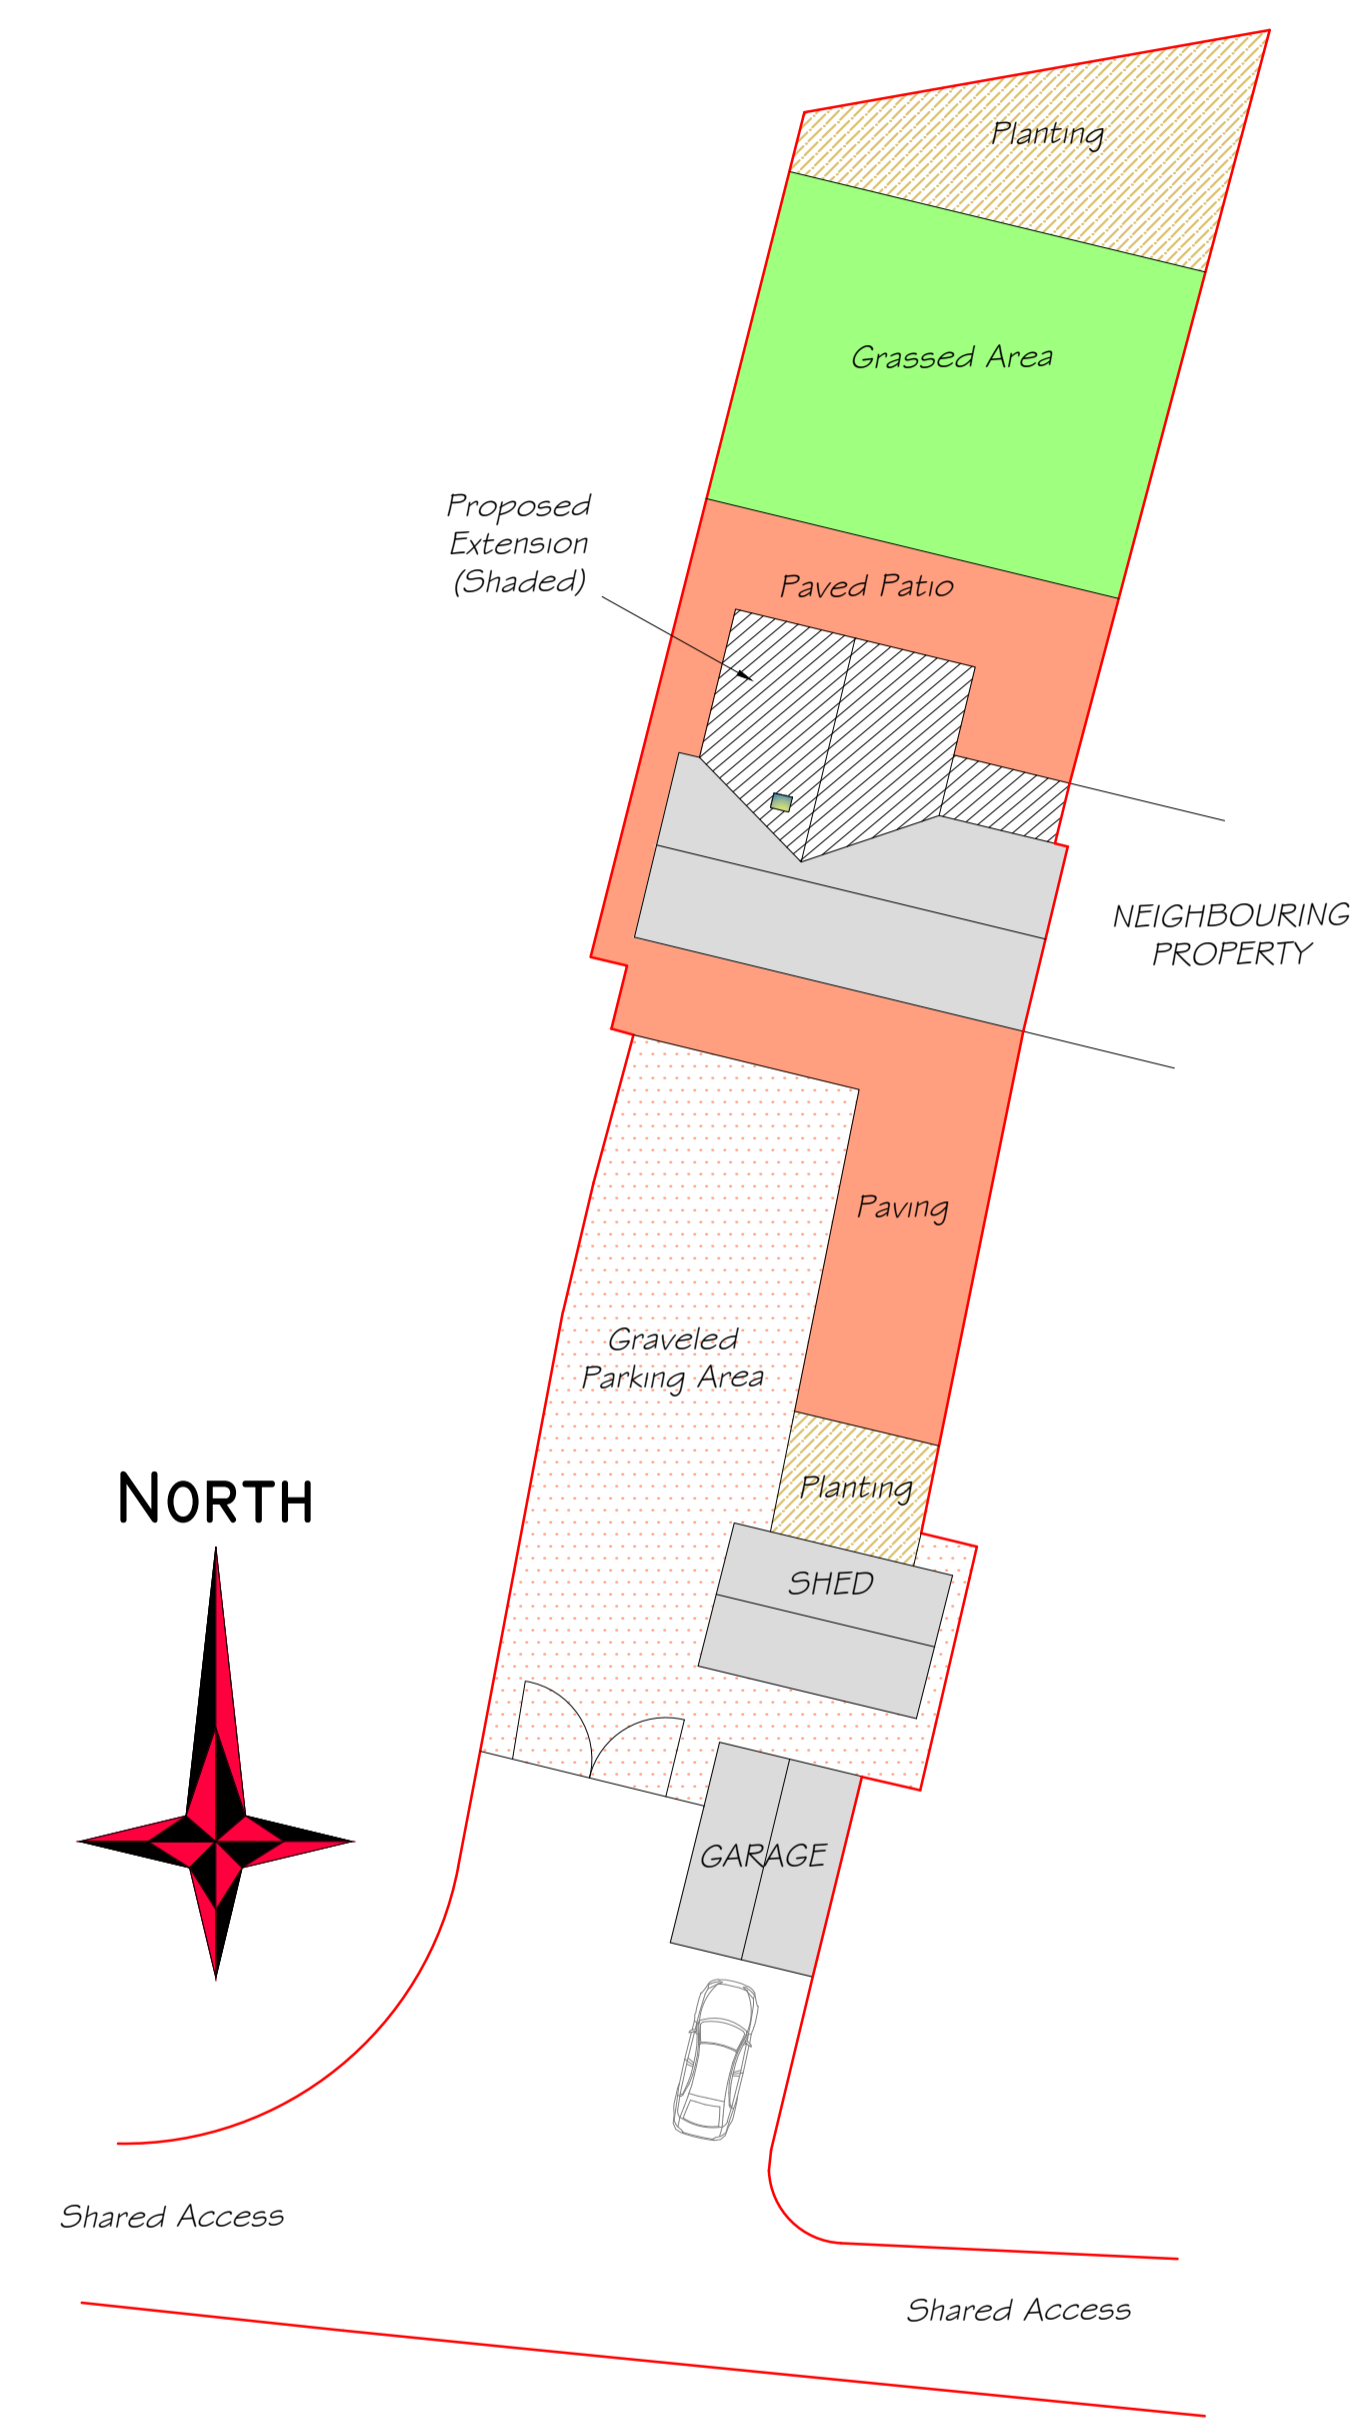 Planting
Grassed Area
Proposed
Extension
(Shaded)
Paved Patio
NEIGHBOURING
PROPERTY
Paving
Graveled
Parking Area
Planting
NORTH
SHED
GARAGE
Shared Access
Shared Access